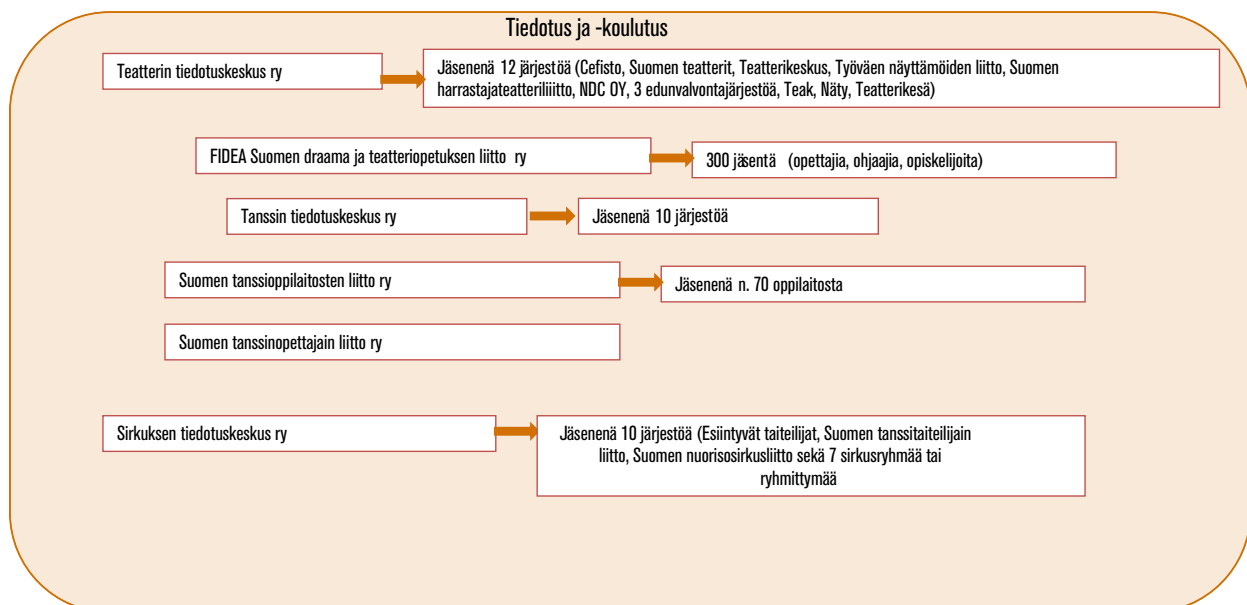 Tiedotus ja -koulutus
Teatterin tiedotuskeskus ry
Jäsenenä 12 järjestöä (Cefisto, Suomen teatterit, Teatterikeskus, Työväen näyttämöiden liitto, Suomen
harrastajateatteriliiitto, NDC OY, 3 edunvalvontajärjestöä, Teak, Näty, Teatterikesä)
FIDEA Suomen draama ja teatteriopetuksen liitto ry
300 jäsentä (opettajia, ohjaajia, opiskelijoita)
Tanssin tiedotuskeskus ry
Jäsenenä 10 järjestöä
Suomen tanssioppilaitosten liitto ry
Jäsenenä n. 70 oppilaitosta
Suomen tanssinopettajain liitto ry
Sirkuksen tiedotuskeskus ry
Jäsenenä 10 järjestöä (Esiintyvät taiteilijat, Suomen tanssitaiteilijain
liitto, Suomen nuorisosirkusliitto sekä 7 sirkusryhmää tai
ryhmittymää